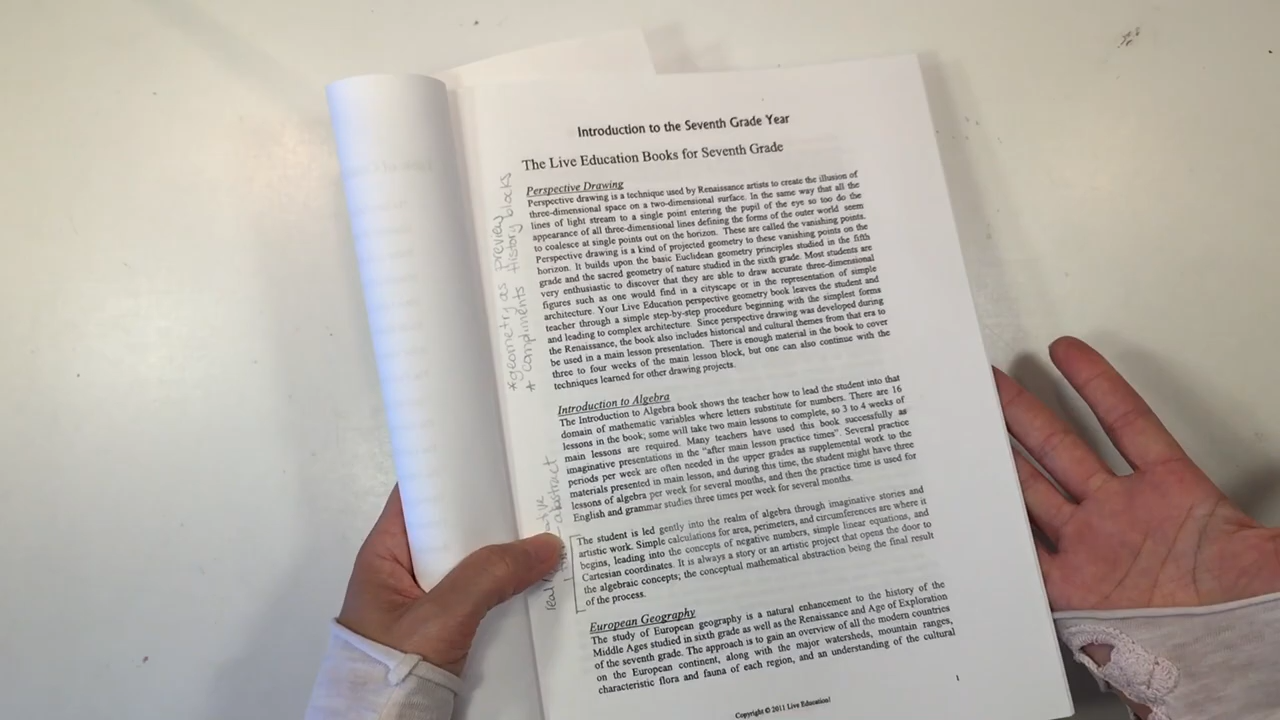 Introduction to the Seventh Grade Year
The Live Education Books for Seventh Grade
Perspective Drawing
Perspective drawing is a technique used by Renaissance artists to create the illusion of
three-dimensional space on a two-dimensional surface. In the same way that all the
lines of light stream to a single point entering the pupil of the eye so too do the
appearance of all three-dimensional lines defining the forms of the outer world seem
to coalesce at single points out on the horizon. These are called the vanishing points.
Perspective drawing is a kind of projected geometry to these vanishing points on the
horizon. It builds upon the basic Euclidean geometry principles studied in the fifth
grade and the sacred geometry of nature studied in the sixth grade. Most students are
very enthusiastic to discover that they are able to draw accurate three-dimensional
figures such as one would find in a cityscape or in the representation of simple
architecture. Your Live Education perspective geometry book leaves the student and
teacher through a simple step-by-step procedure beginning with the simplest forms
and leading to complex architecture. Since perspective drawing was developed during
the Renaissance, the book also includes historical and cultural themes from that era to
be used in a main lesson presentation. There is enough material in the book to cover
three to four weeks of the main lesson block, but one can also continue with the
techniques learned for other drawing projects.
*geometry as preview
* compliments history blocks
Introduction to Algebra
The Introduction to Algebra book shows the teacher how to lead the student into that
domain of mathematic variables where letters substitute for numbers. There are 16
lessons in the book; some will take two main lessons to complete, so 3 to 4 weeks of
main lessons are required. Many teachers have used this book successfully as
imaginative presentations in the "after main lesson practice times". Several practice
periods per week are often needed in the upper grades as supplemental work to the
materials presented in main lesson, and during this time, the student might have three
lessons of algebra per week for several months, and then the practice time is used for
English and grammar studies three times per week for several months.
The student is led gently into the realm of algebra through imaginative stories and
artistic work. Simple calculations for area, perimeters, and circumferences are where it
begins, leading into the concepts of negative numbers, simple linear equations, and
Cartesian coordinates. It is always a story or an artistic project that opens the door to
the algebraic concepts; the conceptual mathematical abstraction being the final result
of the process.
real
abstract
European Geography
The study of European geography is a natural enhancement to the history of the
Middle Ages studied in sixth grade as well as the Renaissance and Age of Exploration
of the seventh grade. The approach is to gain an overview of all the modern countries
on the European continent, along with the major watersheds, mountain ranges,
characteristic flora and fauna of each region, and an understanding of the cultural
1
Copyright © 2011 Live Education!